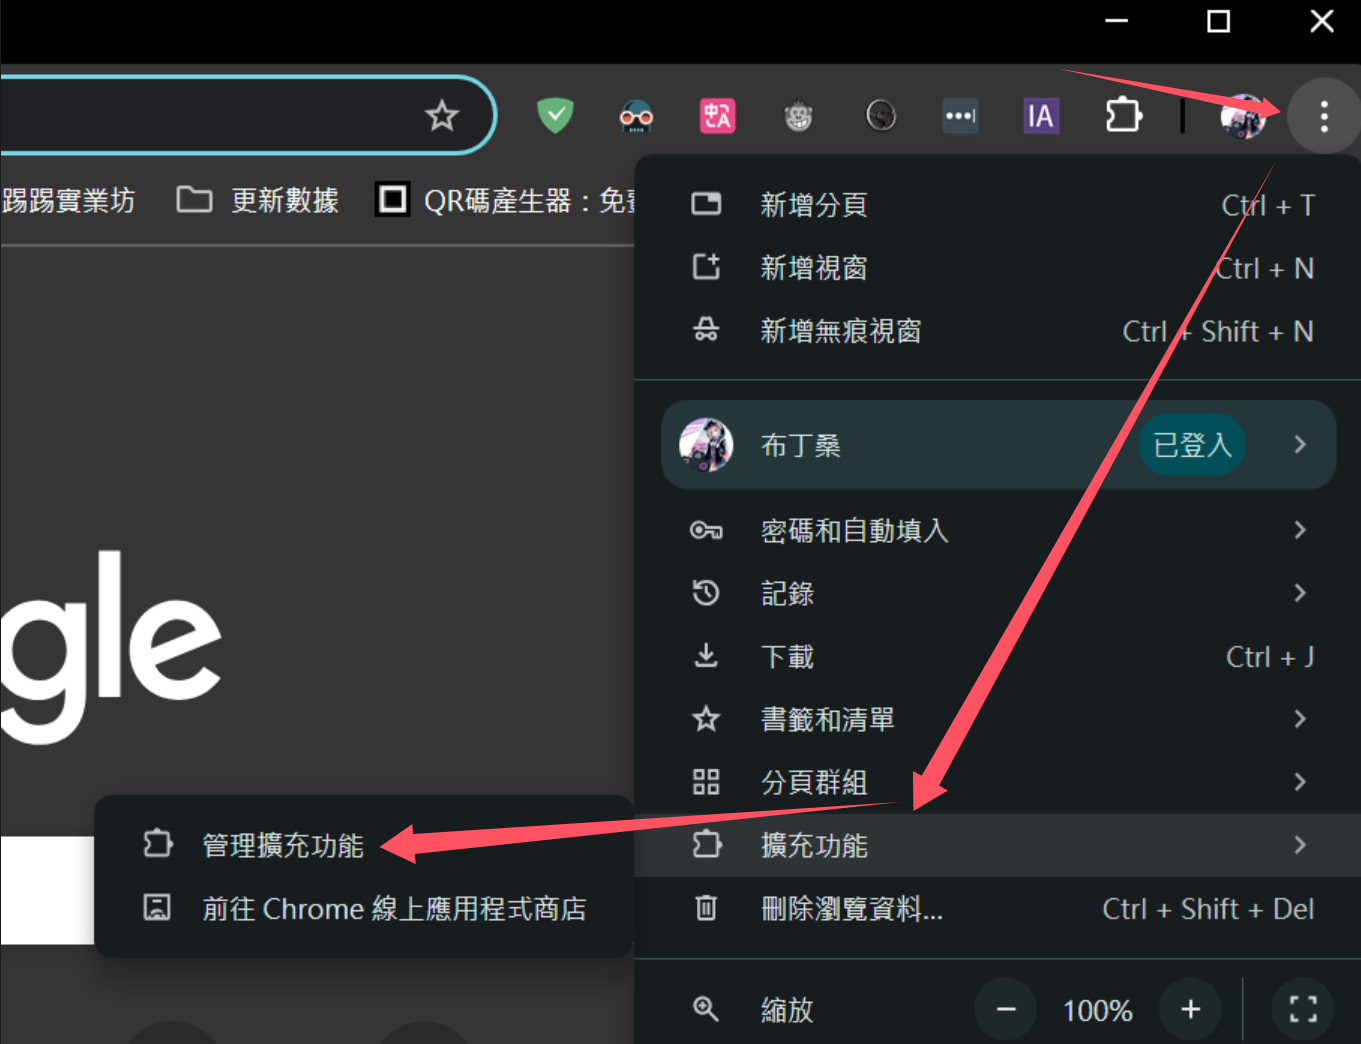 中A
IA
踢踢實業坊
更新數據
QR碼產生器：免
新增分頁 Ctrl + T
新增視窗 Ctrl + N
新增無痕視窗 Ctrl + Shift + N
布丁桑 已登入
密碼和自動填入
記錄
下載 Ctrl + J
書籤和清單
分頁群組
擴充功能
刪除瀏覽資料... Ctrl + Shift + Del
縮放 − 100% +
gle
管理擴充功能
前往 Chrome 線上應用程式商店